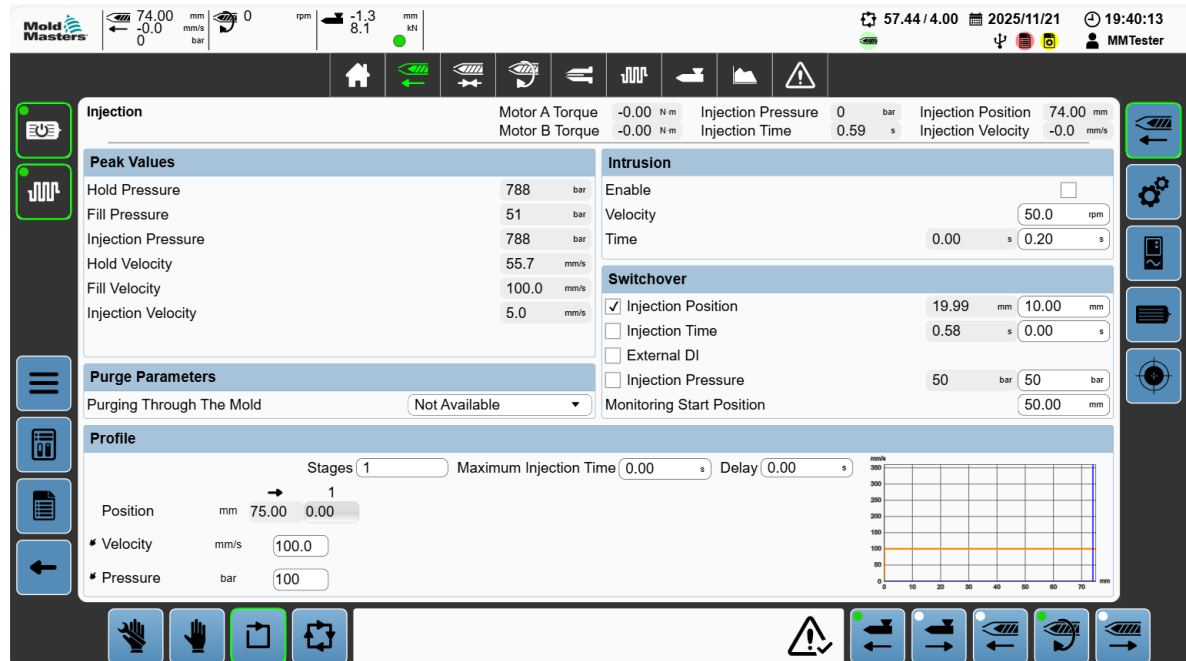 Mold Masters
74.00 mm
-0.0 mm/s
0 bar
0 rpm
-1.3 mm
8.1 kN
57.44/4.00 2025/11/21 19:40:13
MMTester
Injection
Motor A Torque -0.00 N·m Injection Pressure 0 bar Injection Position 74.00 mm
Motor B Torque -0.00 N·m Injection Time 0.59 s Injection Velocity -0.0 mm/s
Peak Values
Hold Pressure 788 bar
Fill Pressure 51 bar
Injection Pressure 788 bar
Hold Velocity 55.7 mm/s
Fill Velocity 100.0 mm/s
Injection Velocity 5.0 mm/s
Purge Parameters
Purging Through The Mold Not Available
Intrusion
Enable
Velocity 50.0 rpm
Time 0.00 s 0.20 s
Switchover
Injection Position 19.99 mm 10.00 mm
Injection Time 0.58 s 0.00 s
External DI
Injection Pressure 50 bar 50 bar
Monitoring Start Position 50.00 mm
Profile
Stages 1 Maximum Injection Time 0.00 s Delay 0.00 s
1
Position mm 75.00 0.00
Velocity mm/s 100.0
Pressure bar 100
mm/s
360
300
250
200
150
100
50
0
0 10 20 30 40 50 60 70 mm